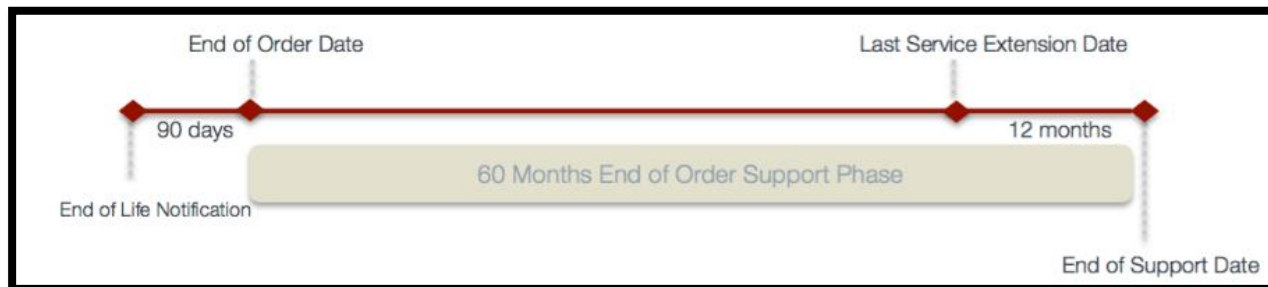 End of Order Date
Last Service Extension Date
90 days
12 months
60 Months End of Order Support Phase
End of Life Notification
End of Support Date